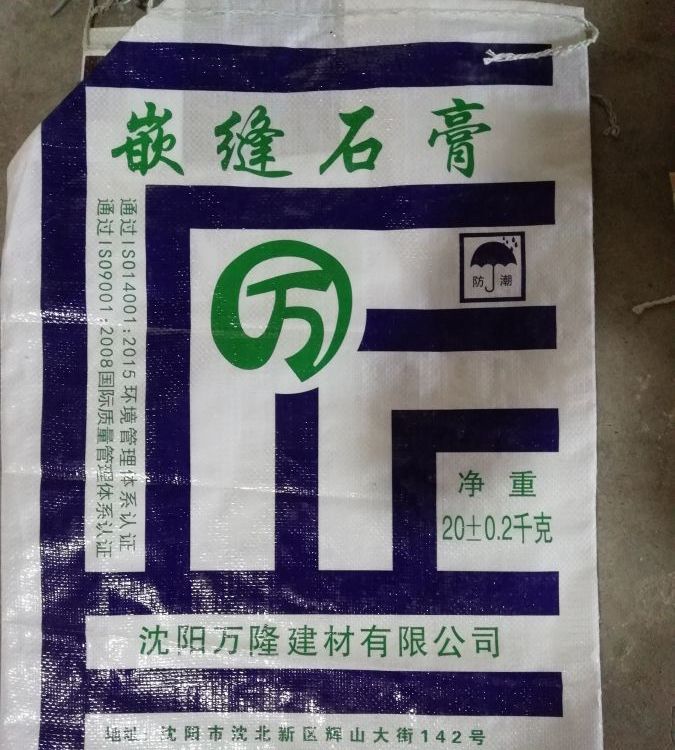 嵌缝石膏
通过ISO14001:2015环境管理体系认证
通过ISO9001:2008国际质量管理体系认证
万
防潮
净重
20±0.2千克
沈阳万隆建材有限公司
地址:沈阳市沈北新区辉山大街142号